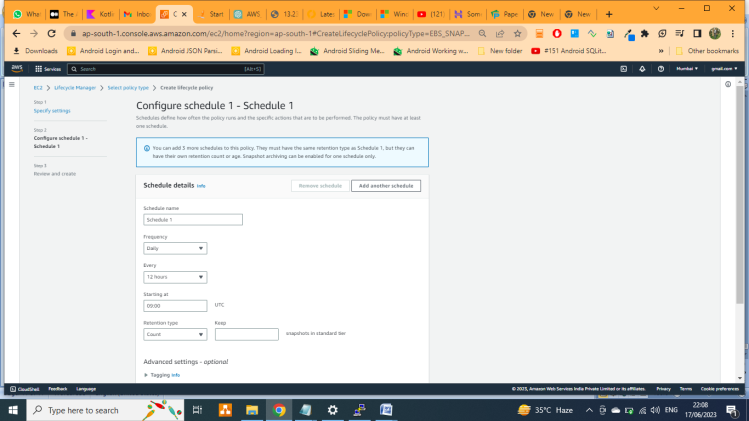 Wha
The
Kotli
Inbo
C
Start
AWS
13.2
Late
Dow
Win
(121
Som
Pape
New
New
ap-south-1.console.aws.amazon.com/ec2/home?region=ap-south-1#CreateLifecyclePolicy:policyType=EBS_SNAP...
Downloads
Android Login and...
Android JSON Parsi...
Android Loading I...
Android Sliding Me...
Android Working w...
New folder
#151 Android SQLit...
»
Other bookmarks
aws
Services
Search
[Alt+S]
Mumbai
gmail.com
EC2 > Lifecycle Manager > Select policy type > Create lifecycle policy
Step 1
Specify settings
Step 2
Configure schedule 1 -
Schedule 1
Step 3
Review and create
Configure schedule 1 - Schedule 1
Schedules define how often the policy runs and the specific actions that are to be performed. The policy must have at least
one schedule.
You can add 3 more schedules to this policy. They must have the same retention type as Schedule 1, but they can
have their own retention count or age. Snapshot archiving can be enabled for one schedule only.
Schedule details Info
Remove schedule
Add another schedule
Schedule name
Schedule 1
Frequency
Daily
Every
12 hours
Starting at
09:00
UTC
Retention type
Keep
Count
snapshots in standard tier
Advanced settings - optional
Tagging Info
CloudShell
Feedback
Language
© 2023, Amazon Web Services India Private Limited or its affiliates.
Privacy
Terms
Cookie preferences
Type here to search
35°C Haze
ENG
22:08
17/06/2023